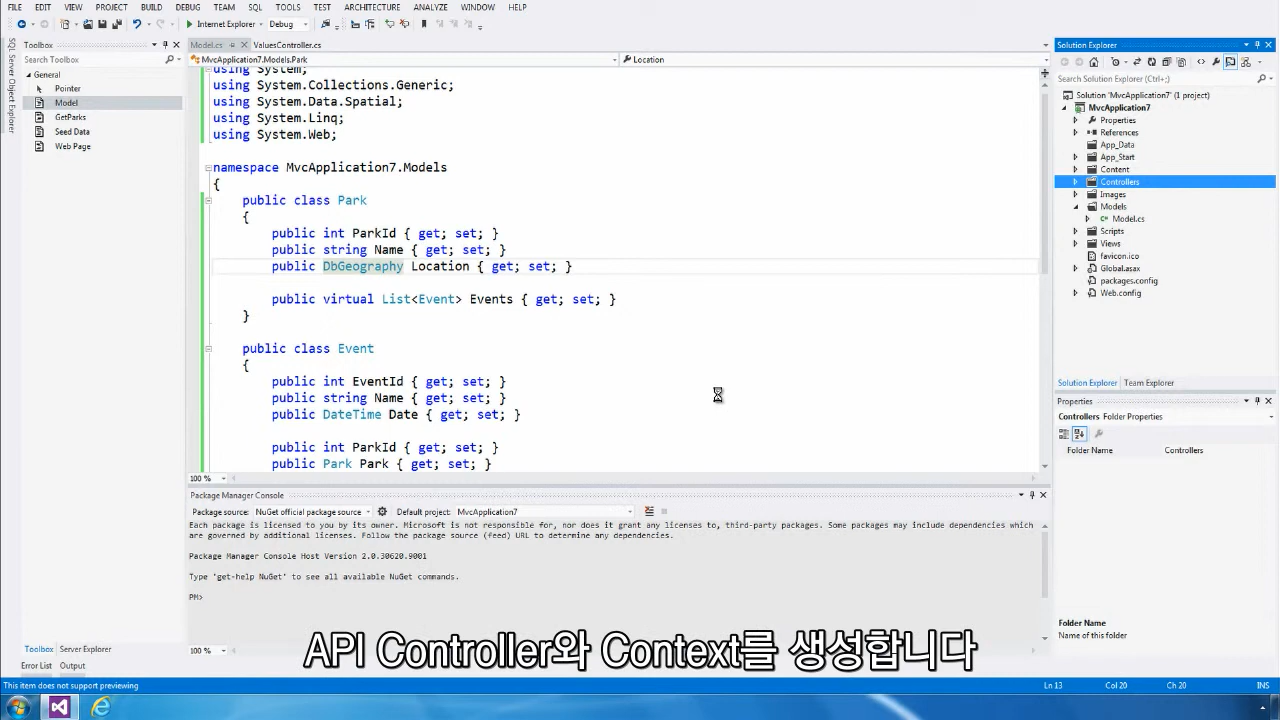 FILE EDIT VIEW PROJECT BUILD DEBUG TEAM SQL TOOLS TEST ARCHITECTURE ANALYZE WINDOW HELP
Internet Explorer Debug
SQL Server Object Explorer
Toolbox
Search Toolbox
General
Pointer
Model
GetParks
Seed Data
Web Page
Model.cs ValuesController.cs
MvcApplication7.Models.Park Location
using System;
using System.Collections.Generic;
using System.Data.Spatial;
using System.Linq;
using System.Web;
namespace MvcApplication7.Models
{
public class Park
{
public int ParkId { get; set; }
public string Name { get; set; }
public DbGeography Location { get; set; }
public virtual List<Event> Events { get; set; }
}
public class Event
{
public int EventId { get; set; }
public string Name { get; set; }
public DateTime Date { get; set; }
public int ParkId { get; set; }
public Park Park { get; set; }
100 %
Package Manager Console
Package source: NuGet official package source Default project: MvcApplication7
Each package is licensed to you by its owner. Microsoft is not responsible for, nor does it grant any licenses to, third-party packages. Some packages may include dependencies which
are governed by additional licenses. Follow the package source (feed) URL to determine any dependencies.
Package Manager Console Host Version 2.0.30620.9001
Type 'get-help NuGet' to see all available NuGet commands.
PM>
100 %
Solution Explorer
Search Solution Explorer (Ctrl+;)
Solution 'MvcApplication7' (1 project)
MvcApplication7
Properties
References
App_Data
App_Start
Content
Controllers
Images
Models
Model.cs
Scripts
Views
favicon.ico
Global.asax
packages.config
Web.config
Solution Explorer Team Explorer
Properties
Controllers Folder Properties
Folder Name Controllers
Folder Name
Name of this folder
Toolbox Server Explorer
Error List Output
API Controller와 Context를 생성합니다
This item does not support previewing Ln 13 Col 20 Ch 20 INS